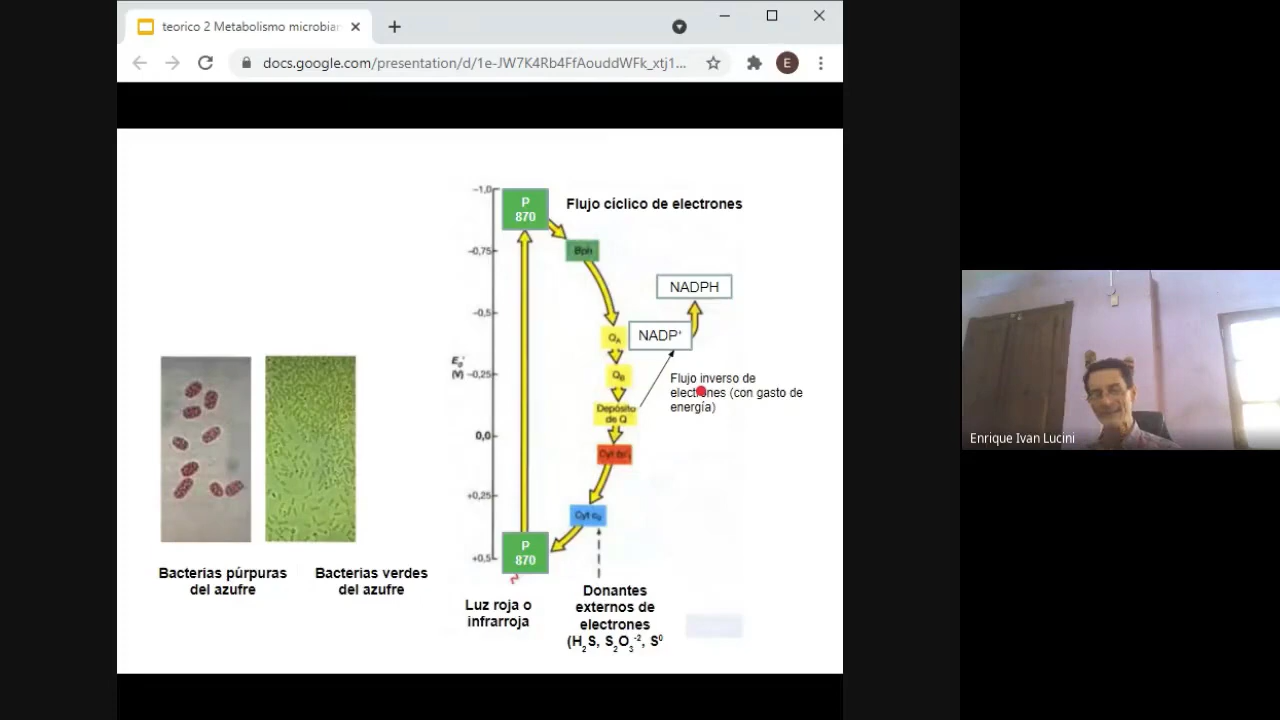 teorico 2 Metabolismo microbian
docs.google.com/presentation/d/1e-JW7K4Rb4FfAouddWFk_xtj1...
E
Flujo cíclico de electrones
-1,0
P
870
-0,75
Bph
NADPH
-0,5
QA
NADP+
E0'
(V)
-0,25
QB
Flujo inverso de
electrones (con gasto de
energía)
Depósito
de Q
0,0
Cyt bc1
+0,25
Cyt c2
+0,5
P
870
Bacterias púrpuras
del azufre
Bacterias verdes
del azufre
Luz roja o
infrarroja
Donantes
externos de
electrones
(H2S, S2O3-2, S0
Enrique Ivan Lucini